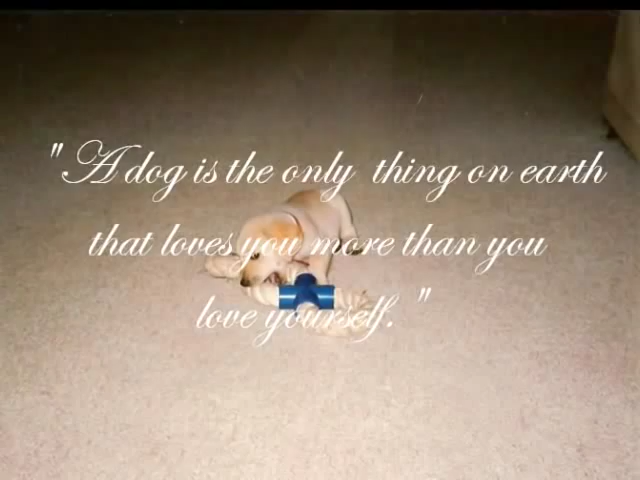 "A dog is the only thing on earth
that loves you more than you
love yourself. "